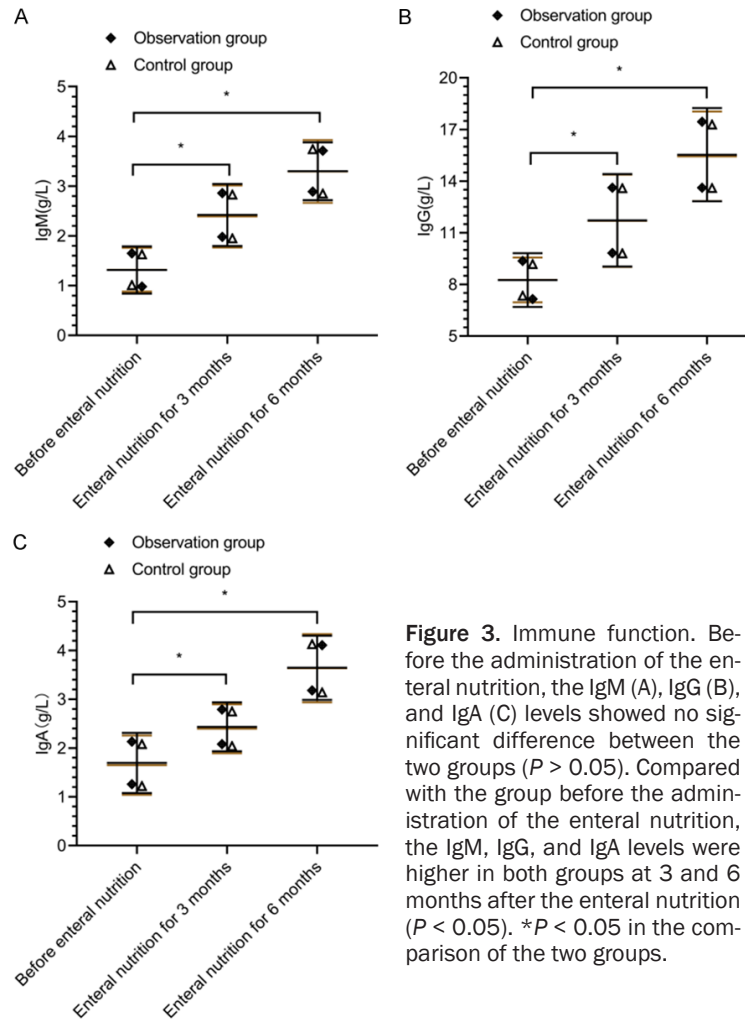 A
Observation group
Control group
5
4
3
2
1
0
IgM(g/L)
*
*
Before enteral nutrition
Enteral nutrition for 3 months
Enteral nutrition for 6 months
B
Observation group
Control group
20
17
14
11
8
5
IgG(g/L)
*
*
Before enteral nutrition
Enteral nutrition for 3 months
Enteral nutrition for 6 months
C
Observation group
Control group
5
4
3
2
1
0
IgA(g/L)
*
*
Before enteral nutrition
Enteral nutrition for 3 months
Enteral nutrition for 6 months
Figure 3. Immune function. Be-
fore the administration of the en-
teral nutrition, the IgM (A), IgG (B),
and IgA (C) levels showed no sig-
nificant difference between the
two groups (P > 0.05). Compared
with the group before the admin-
istration of the enteral nutrition,
the IgM, IgG, and IgA levels were
higher in both groups at 3 and 6
months after the enteral nutrition
(P < 0.05). *P < 0.05 in the com-
parison of the two groups.